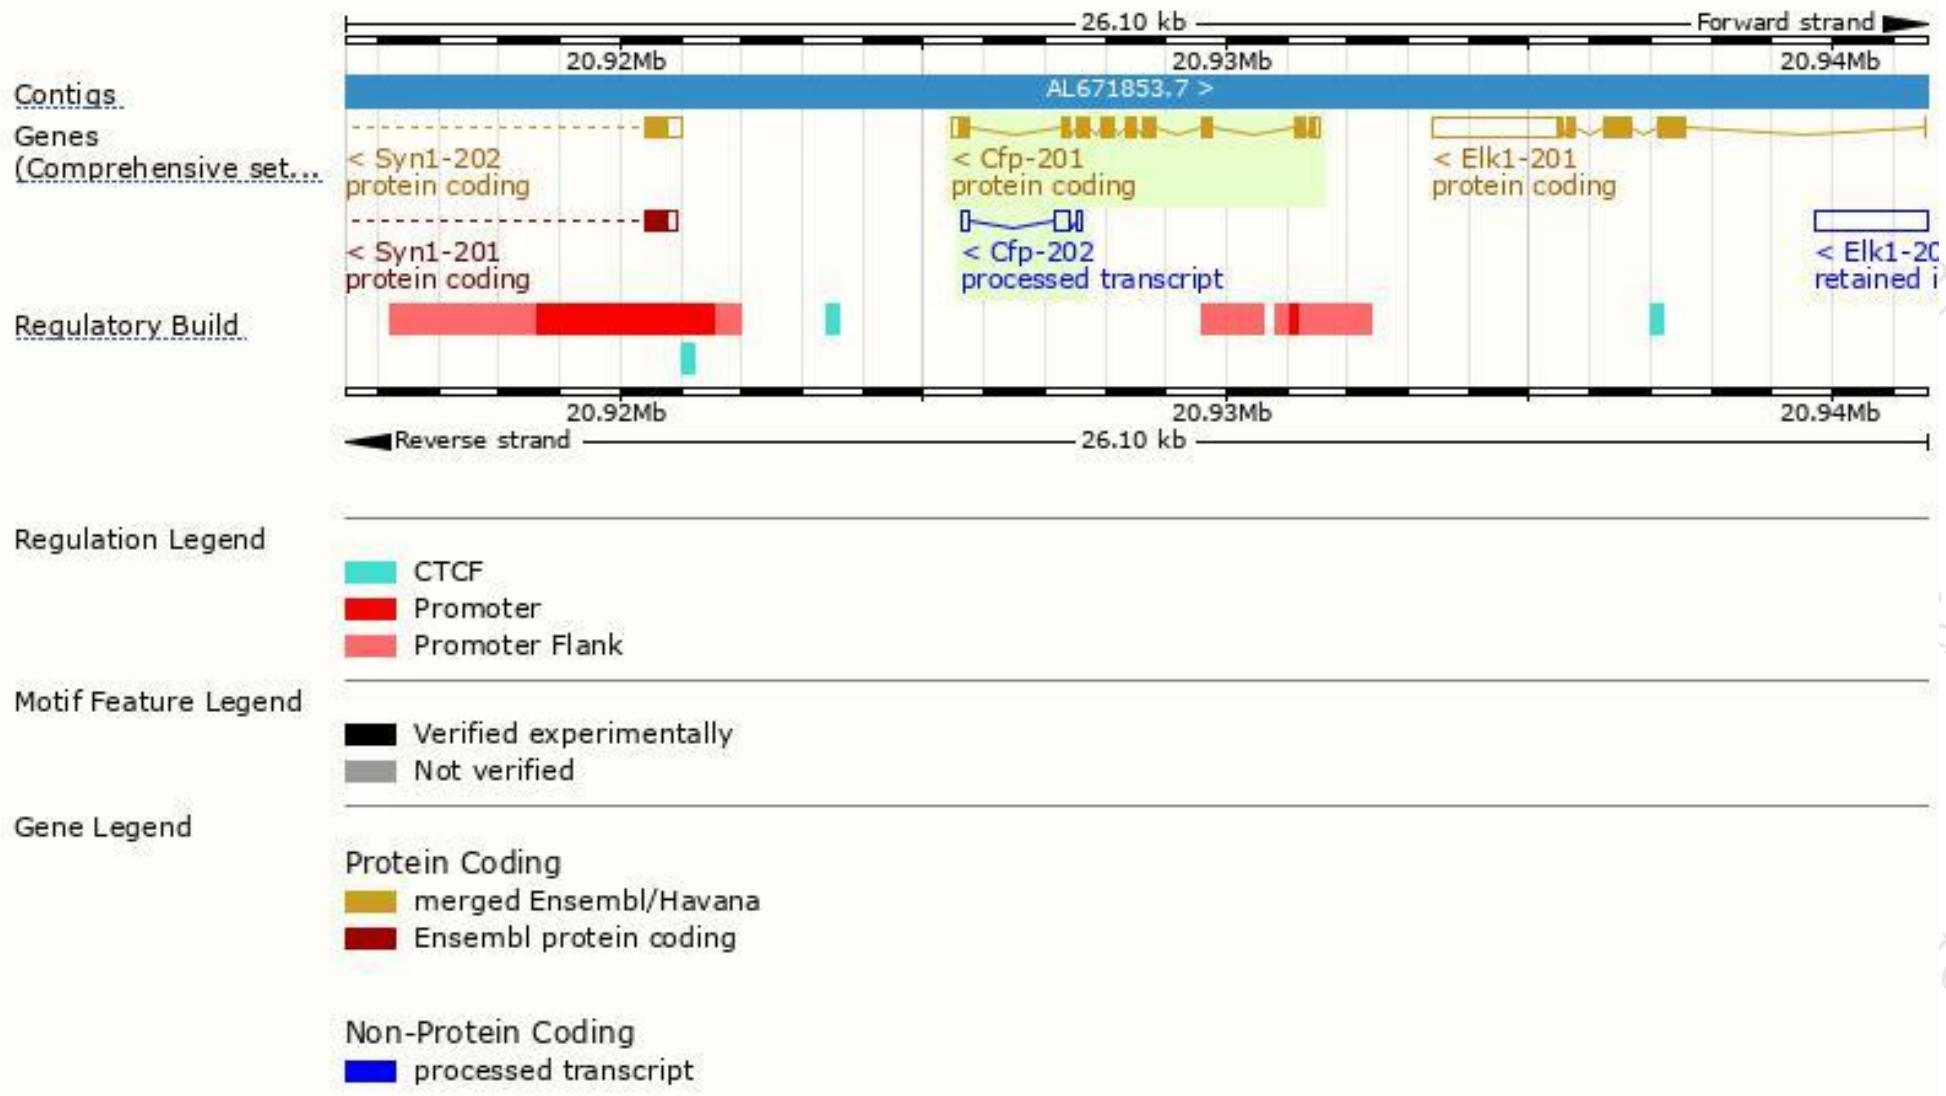 26.10 kb Forward strand
20.92Mb 20.93Mb 20.94Mb
Contigs AL671853.7 >
Genes
(Comprehensive set...
< Syn1-202 < Cfp-201 < Elk1-201
protein coding protein coding protein coding
< Syn1-201 < Cfp-202 < Elk1-20
protein coding processed transcript retained i
Regulatory Build
20.92Mb 20.93Mb 20.94Mb
Reverse strand 26.10 kb
Regulation Legend
CTCF
Promoter
Promoter Flank
Motif Feature Legend
Verified experimentally
Not verified
Gene Legend
Protein Coding
merged Ensembl/Havana
Ensembl protein coding
Non-Protein Coding
processed transcript